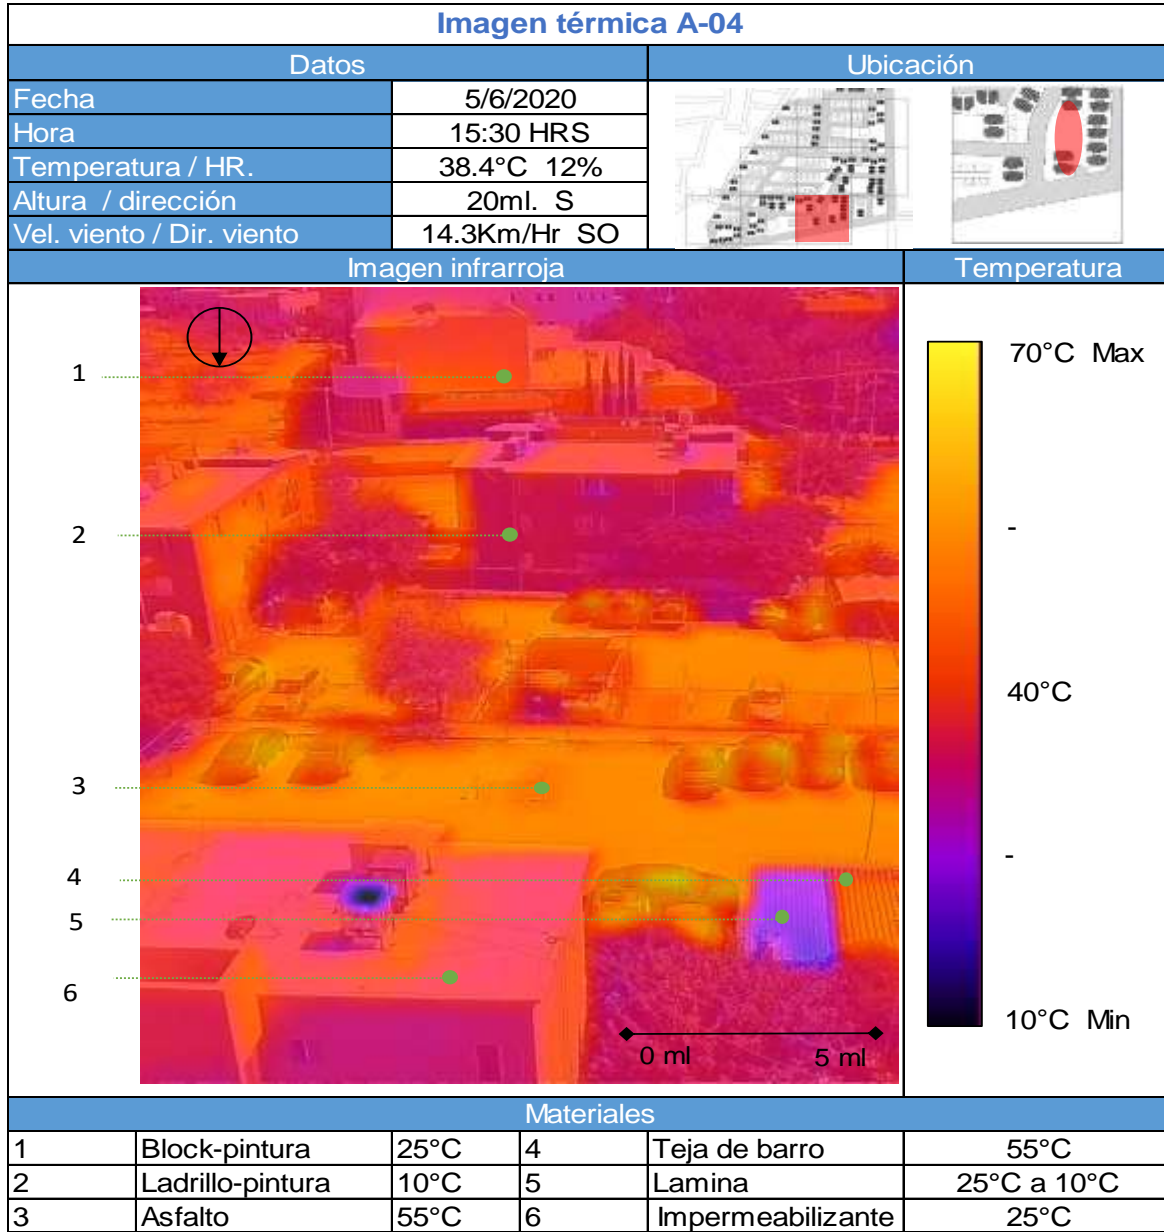 Imagen térmica A-04
Datos
Ubicación
Fecha 5/6/2020
Hora 15:30 HRS
Temperatura / HR. 38.4°C 12%
Altura / dirección 20ml. S
Vel. viento / Dir. viento 14.3Km/Hr SO
Imagen infrarroja
Temperatura
1
2
3
4
5
6
0 ml 5 ml
70°C Max
-
40°C
-
10°C Min
Materiales
1 Block-pintura 25°C 4 Teja de barro 55°C
2 Ladrillo-pintura 10°C 5 Lamina 25°C a 10°C
3 Asfalto 55°C 6 Impermeabilizante 25°C